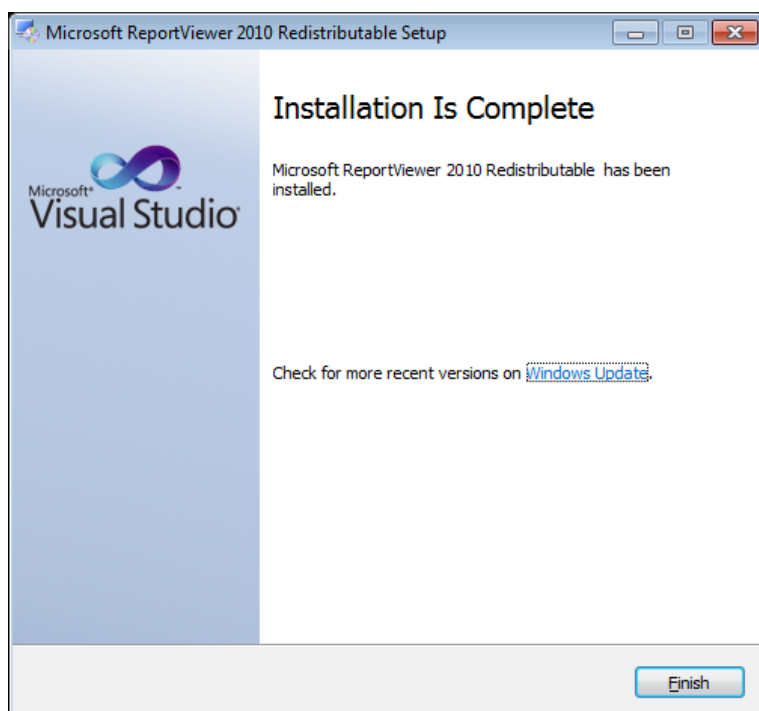 Microsoft ReportViewer 2010 Redistributable Setup
Installation Is Complete
Microsoft ReportViewer 2010 Redistributable has been
installed.
Microsoft®
Visual Studio®
Check for more recent versions on Windows Update.
Finish